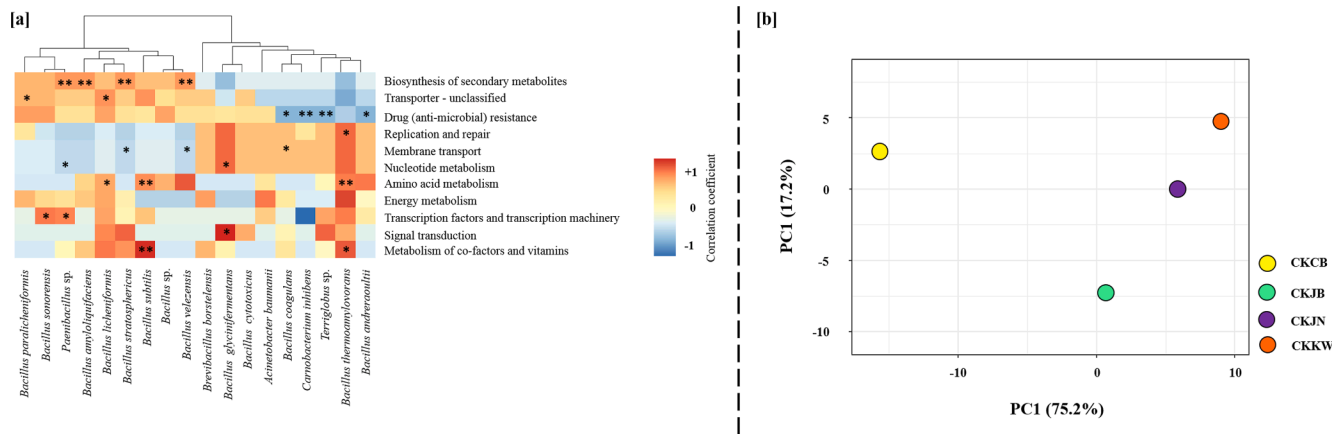 [a]
Biosynthesis of secondary metabolites
** ** ** **
Transporter - unclassified
* *
Drug (anti-microbial) resistance
* ** ** *
Replication and repair
*
Membrane transport
* * *
Nucleotide metabolism
* *
Amino acid metabolism
* ** **
Energy metabolism
Transcription factors and transcription machinery
* *
Signal transduction
*
Metabolism of co-factors and vitamins
** *
+1
0
-1
Correlation coefficient
Bacillus paralicheniformis
Bacillus sonorensis
Paenibacillus sp.
Bacillus amyloliquifaciens
Bacillus licheniformis
Bacillus stratosphericus
Bacillus subtilis
Bacillus sp.
Bacillus velezensis
Brevibacillus borstelensis
Bacillus glycinifermentans
Bacillus cytotoxicus
Acinetobacter baumanii
Bacillus coagulans
Carnobacterium inhibens
Terriglobus sp.
Bacillus thermoamylovorans
Bacillus andreraoultii
[b]
PC1 (17.2%)
5
0
-5
-10
-10 0 10
PC1 (75.2%)
CKCB
CKJB
CKJN
CKKW